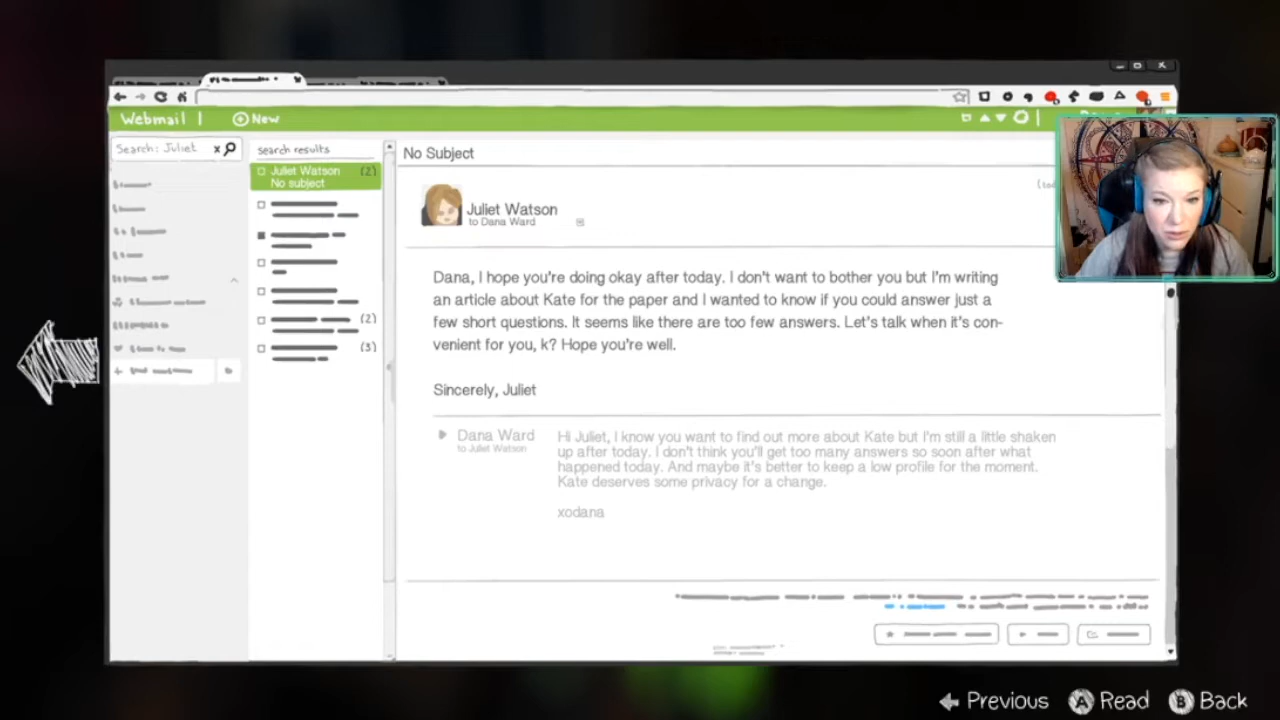 Webmail
New
Search: Juliet x
search results
Juliet Watson (2)
No subject
(2)
(3)
No Subject
Juliet Watson
to Dana Ward
Dana, I hope you're doing okay after today. I don't want to bother you but I'm writing
an article about Kate for the paper and I wanted to know if you could answer just a
few short questions. It seems like there are too few answers. Let's talk when it's con-
venient for you, k? Hope you're well.
Sincerely, Juliet
Dana Ward
to Juliet Watson
Hi Juliet, I know you want to find out more about Kate but I'm still a little shaken
up after today. I don't think you'll get too many answers so soon after what
happened today. And maybe it's better to keep a low profile for the moment.
Kate deserves some privacy for a change.
xodana
Previous
A Read
B Back